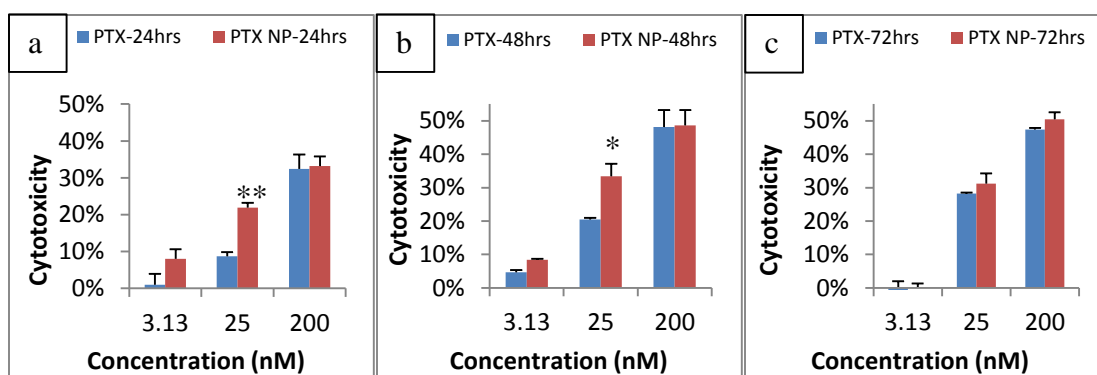 a
PTX-24hrs PTX NP-24hrs
50%
40%
30%
20%
10%
0%
Cytotoxicity
**
3.13 25 200
Concentration (nM)
b
PTX-48hrs PTX NP-48hrs
50%
40%
30%
20%
10%
0%
Cytotoxicity
*
3.13 25 200
Concentration (nM)
c
PTX-72hrs PTX NP-72hrs
50%
40%
30%
20%
10%
0%
Cytotoxicity
3.13 25 200
Concentration (nM)